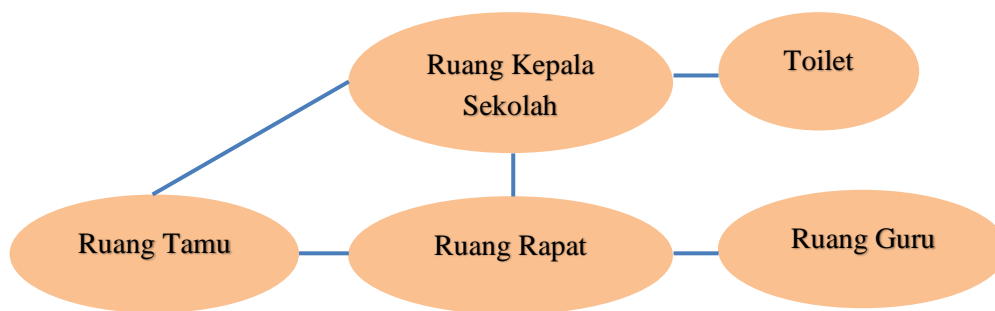 Ruang Kepala
Sekolah
Toilet
Ruang Tamu
Ruang Rapat
Ruang Guru